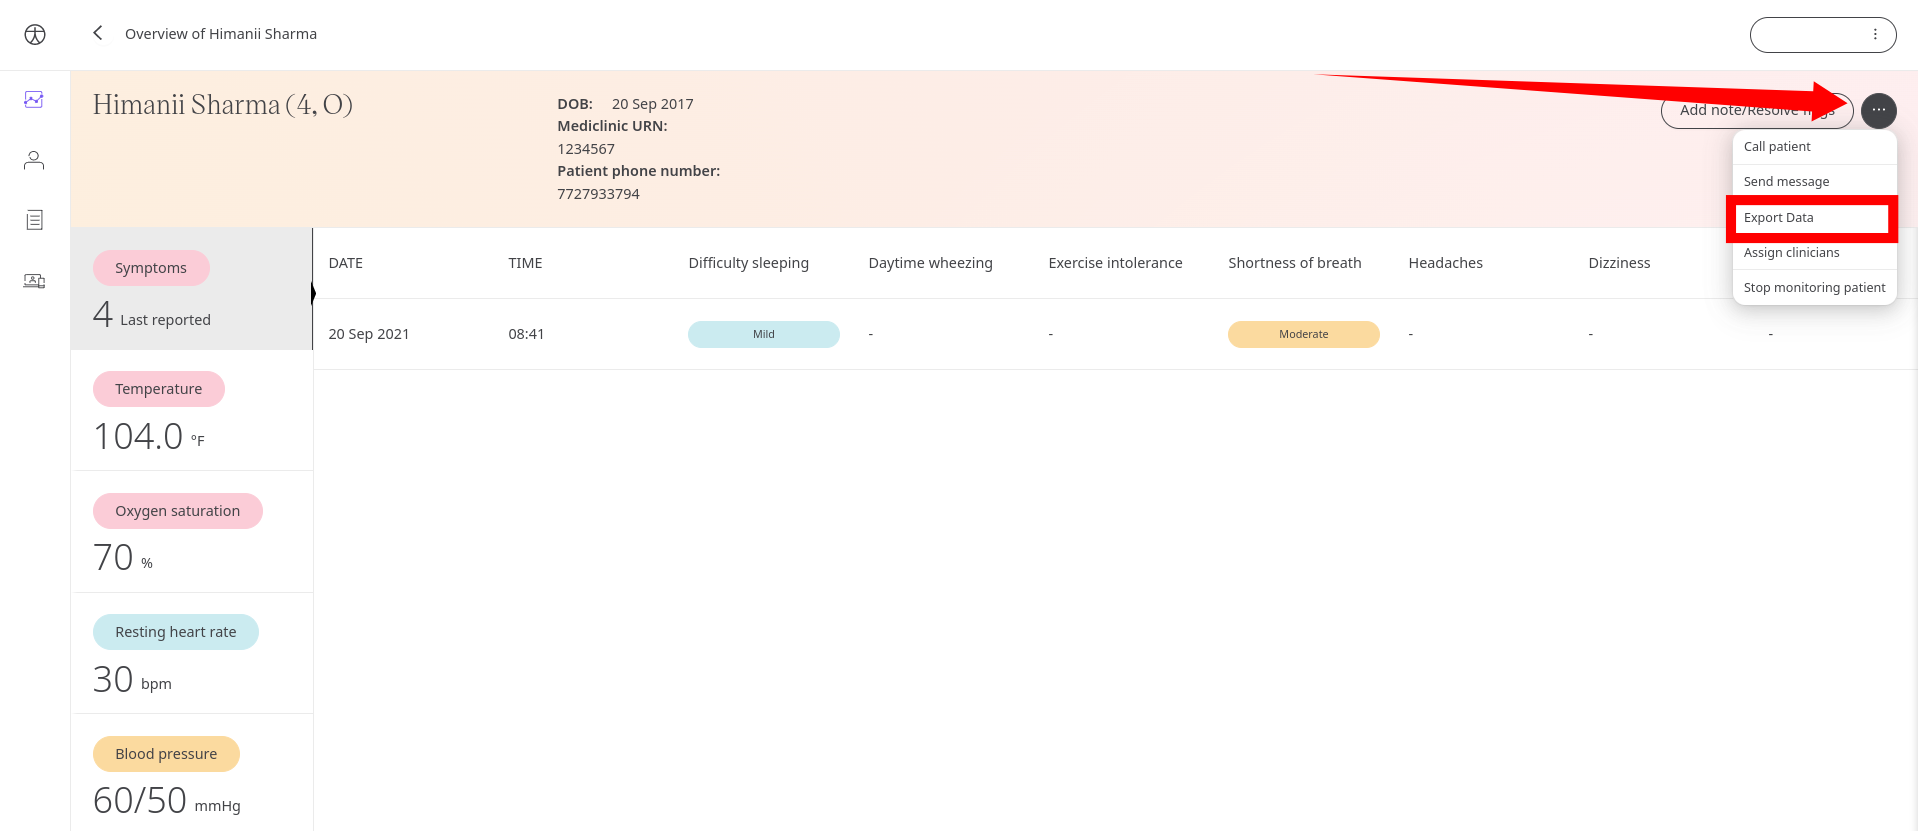 Overview of Himanii Sharma
Himanii Sharma (4, O)
DOB: 20 Sep 2017
Mediclinic URN:
1234567
Patient phone number:
7727933794
Add note/Resolve flags
Call patient
Send message
Export Data
Assign clinicians
Stop monitoring patient
Symptoms
4 Last reported
Temperature
104.0 °F
Oxygen saturation
70 %
Resting heart rate
30 bpm
Blood pressure
60/50 mmHg
DATE TIME Difficulty sleeping Daytime wheezing Exercise intolerance Shortness of breath Headaches Dizziness
20 Sep 2021 08:41 Mild - - Moderate - - -